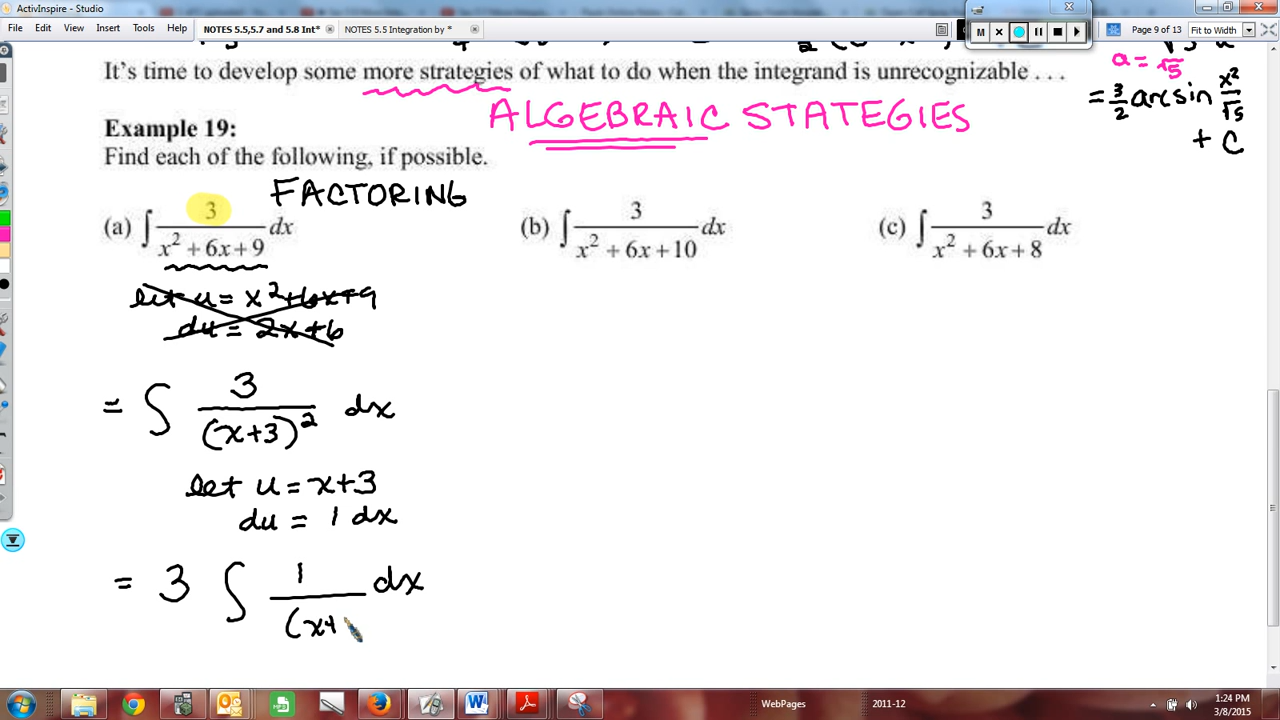 ActivInspire - Studio
File Edit View Insert Tools Help
NOTES 5.5,5.7 and 5.8 Int*
NOTES 5.5 Integration by *
Page 9 of 13
Fit to Width
It's time to develop some more strategies of what to do when the integrand is unrecognizable . . .
a = √5
= 3/2 arcsin x²/√5
+ C
ALGEBRAIC STATEGIES
Example 19:
Find each of the following, if possible.
FACTORING
(a) ∫ 3/(x² + 6x + 9) dx
(b) ∫ 3/(x² + 6x + 10) dx
(c) ∫ 3/(x² + 6x + 8) dx
let u = x² + 6x + 9
du = 2x + 6
= ∫ 3/(x+3)² dx
let u = x+3
du = 1 dx
= 3 ∫ 1/(x+ dx
WebPages
2011-12
1:24 PM
3/8/2015